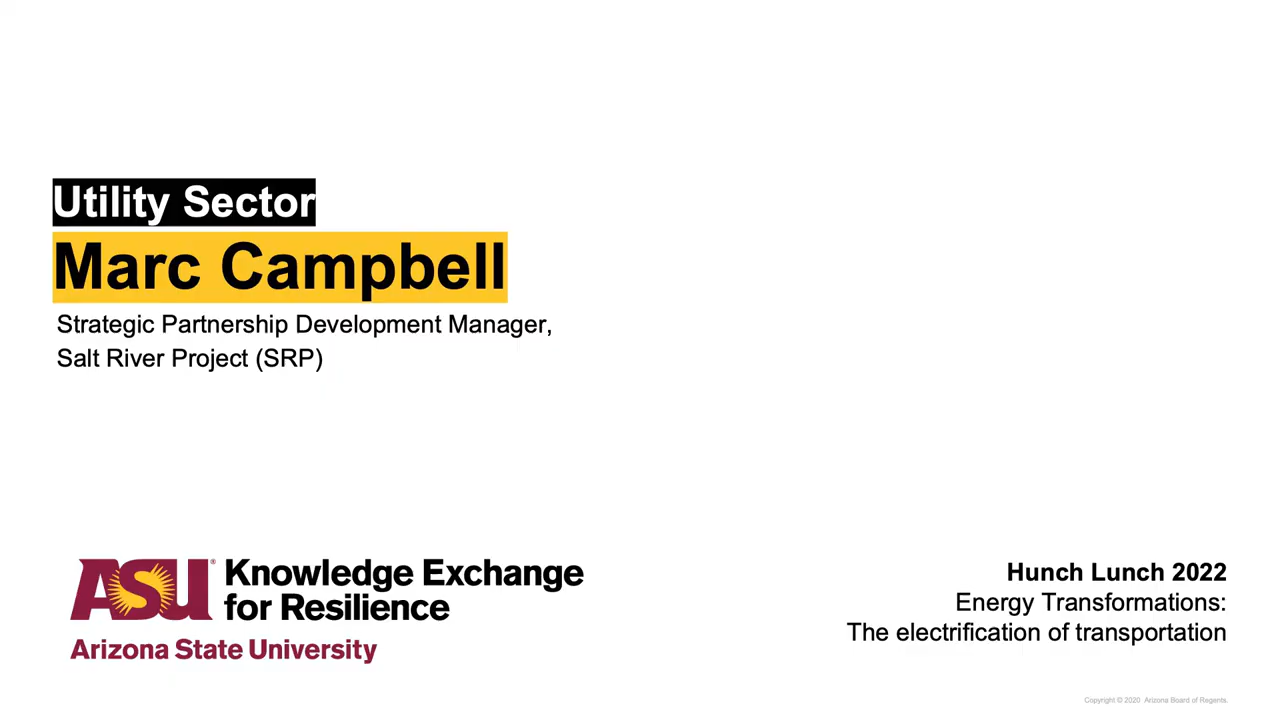 Utility Sector
Marc Campbell
Strategic Partnership Development Manager,
Salt River Project (SRP)
ASU® Knowledge Exchange
for Resilience
Arizona State University
Hunch Lunch 2022
Energy Transformations:
The electrification of transportation
Copyright © 2020 Arizona Board of Regents.